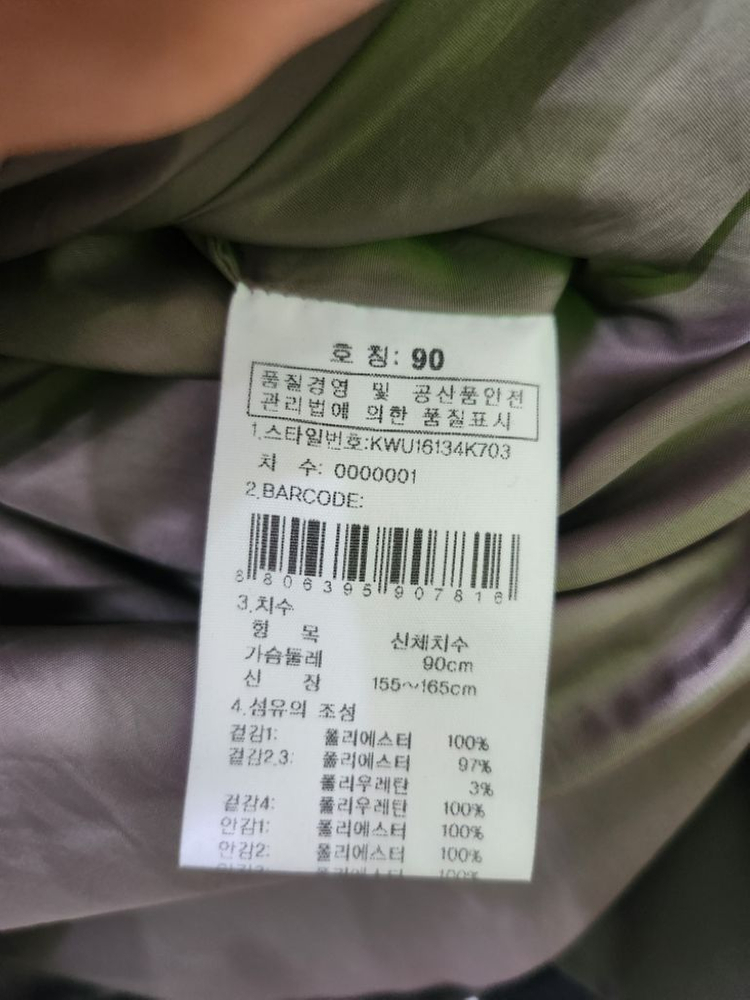 호 칭: 90
품질경영 및 공산품안전
관리법에 의한 품질표시
1.스타일번호:KWU16134K703
치 수: 0000001
2.BARCODE:
8 806395 907816
3.치수
형 목 신체치수
가슴둘레 90cm
신 장 155~165cm
4.섬유의 조성
겉감1: 폴리에스터 100%
겉감2,3: 폴리에스터 97%
폴리우레탄 3%
겉감4: 폴리우레탄 100%
안감1: 폴리에스터 100%
안감2: 폴리에스터 100%